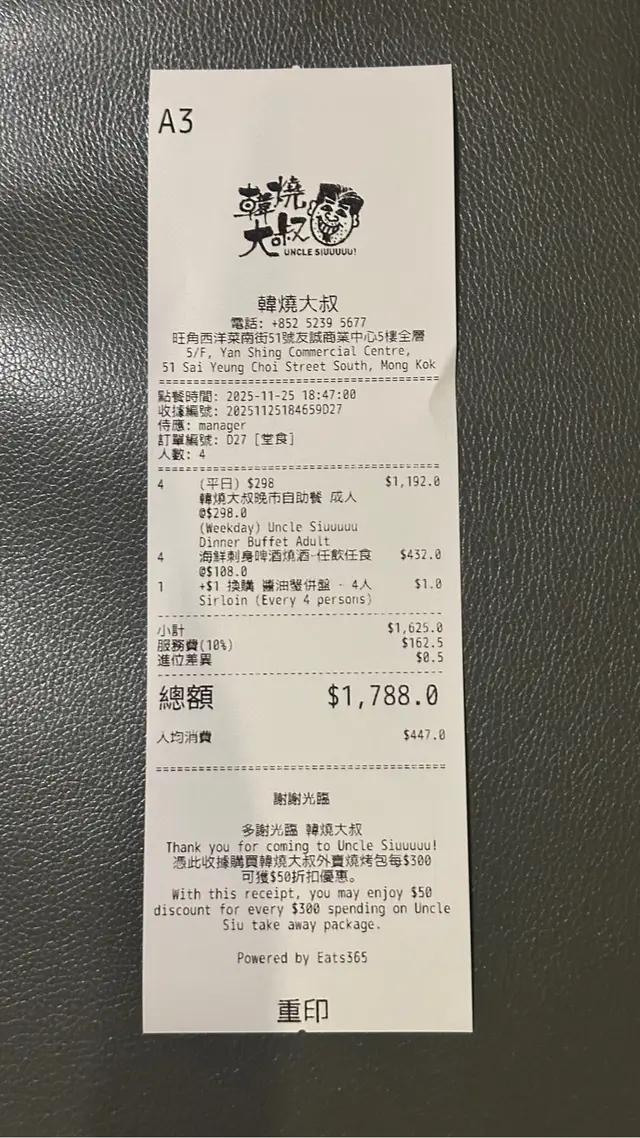 A3
韓燒
大叔
UNCLE SIUUUUU!
韓燒大叔
電話: +852 5239 5677
旺角西洋菜南街51號友誠商業中心5樓全層
5/F, Yan Shing Commercial Centre,
51 Sai Yeung Choi Street South, Mong Kok
點餐時間: 2025-11-25 18:47:00
收據編號: 20251125184659D27
侍應: manager
訂單編號: D27 [堂食]
人數: 4
4 (平日) $298 $1,192.0
韓燒大叔晚市自助餐 成人
@$298.0
(Weekday) Uncle Siuuuuu
Dinner Buffet Adult
4 海鮮刺身啤酒燒酒-任飲任食 $432.0
@$108.0
1 +$1 換購 醬油蟹併盤 - 4人 $1.0
Sirloin (Every 4 persons)
小計 $1,625.0
服務費(10%) $162.5
進位差異 $0.5
總額 $1,788.0
人均消費 $447.0
謝謝光臨
多謝光臨 韓燒大叔
Thank you for coming to Uncle Siuuuuu!
憑此收據購買韓燒大叔外賣燒烤包每$300
可獲$50折扣優惠。
With this receipt, you may enjoy $50
discount for every $300 spending on Uncle
Siu take away package.
Powered by Eats365
重印